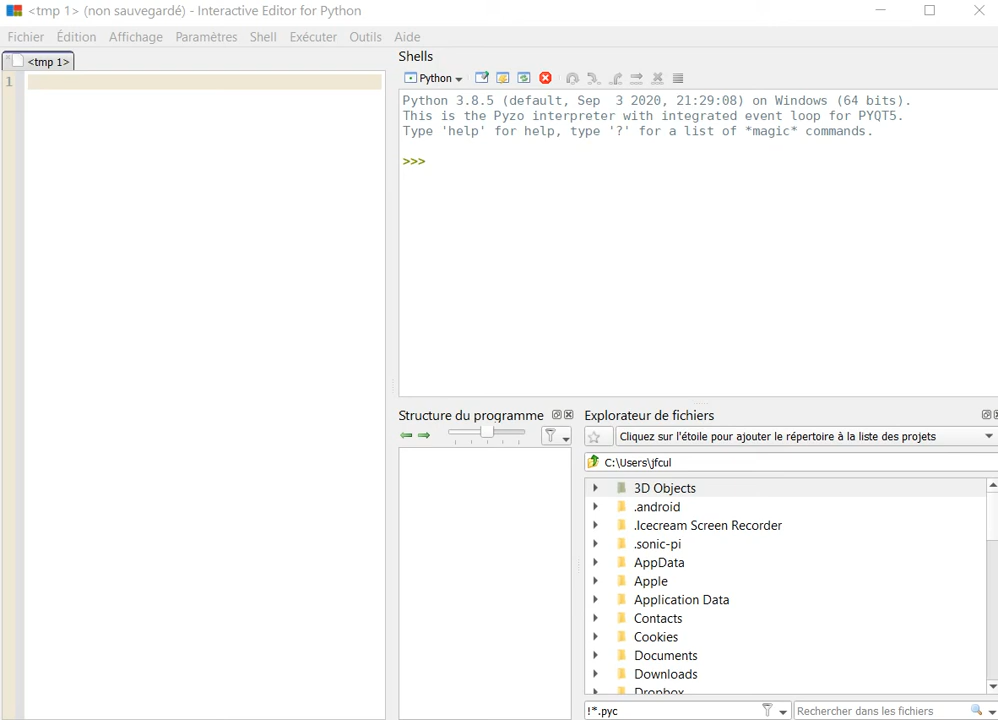 <tmp 1> (non sauvegardé) - Interactive Editor for Python
Fichier Édition Affichage Paramètres Shell Exécuter Outils Aide
<tmp 1>
1
Shells
Python
Python 3.8.5 (default, Sep  3 2020, 21:29:08) on Windows (64 bits).
This is the Pyzo interpreter with integrated event loop for PYQT5.
Type 'help' for help, type '?' for a list of *magic* commands.
>>>
Structure du programme
Explorateur de fichiers
Cliquez sur l'étoile pour ajouter le répertoire à la liste des projets
C:\Users\jfcul
3D Objects
.android
.Icecream Screen Recorder
.sonic-pi
AppData
Apple
Application Data
Contacts
Cookies
Documents
Downloads
Dropbox
!*.pyc
Rechercher dans les fichiers